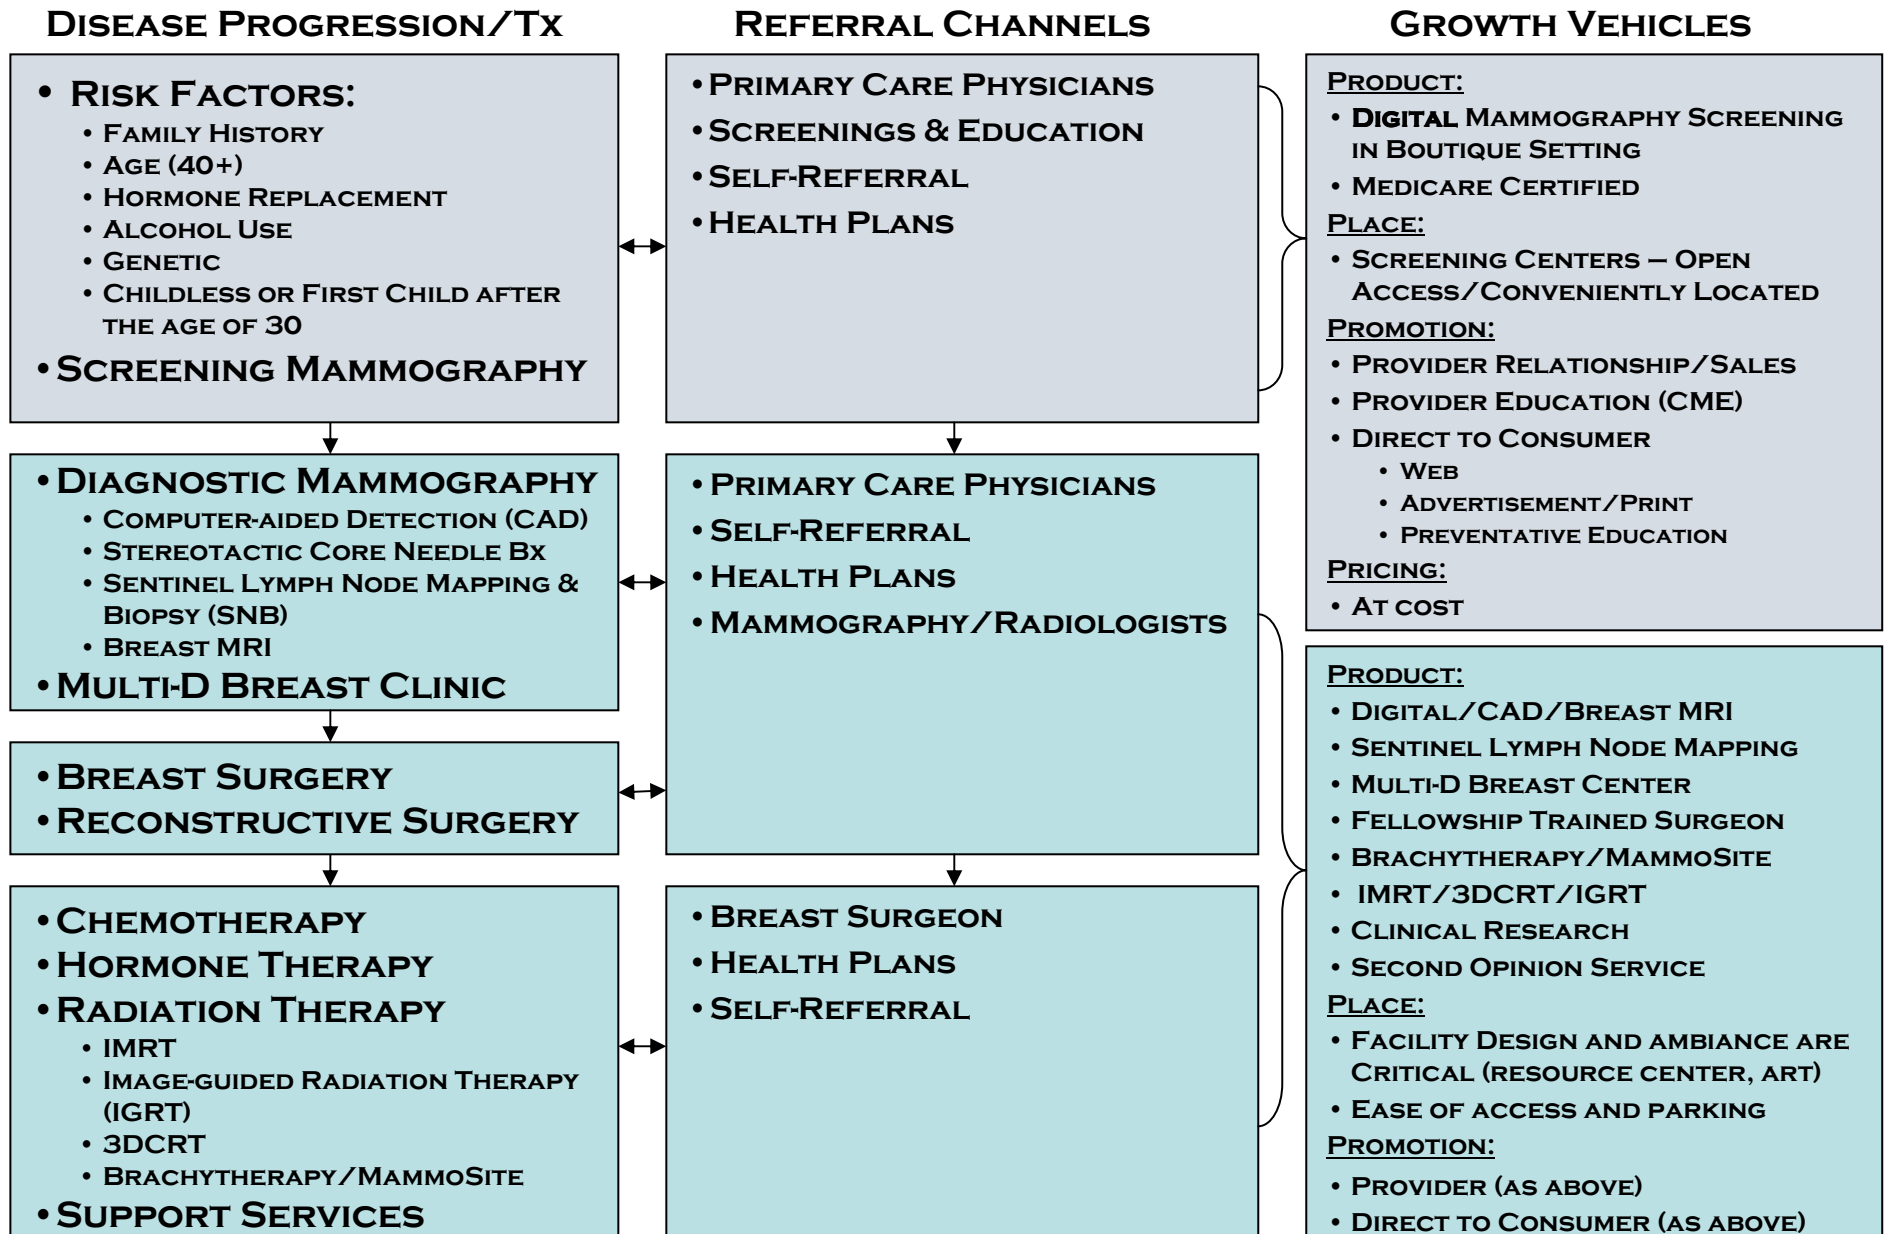 Disease Progression/Tx
• Risk Factors:
• Family History
• Age (40+)
• Hormone Replacement
• Alcohol Use
• Genetic
• Childless or First Child after
the age of 30
• Screening Mammography
• Diagnostic Mammography
• Computer-aided Detection (CAD)
• Stereotactic Core Needle Bx
• Sentinel Lymph Node Mapping &
Biopsy (SNB)
• Breast MRI
• Multi-D Breast Clinic
• Breast Surgery
• Reconstructive Surgery
• Chemotherapy
• Hormone Therapy
• Radiation Therapy
• IMRT
• Image-guided Radiation Therapy
(IGRT)
• 3DCRT
• Brachytherapy/MammoSite
• Support Services
Referral Channels
• Primary Care Physicians
• Screenings & Education
• Self-Referral
• Health Plans
• Primary Care Physicians
• Self-Referral
• Health Plans
• Mammography/Radiologists
• Breast Surgeon
• Health Plans
• Self-Referral
Growth Vehicles
Product:
• Digital Mammography Screening
in Boutique Setting
• Medicare Certified
Place:
• Screening Centers – Open
Access/Conveniently Located
Promotion:
• Provider Relationship/Sales
• Provider Education (CME)
• Direct to Consumer
• Web
• Advertisement/Print
• Preventative Education
Pricing:
• At cost
Product:
• Digital/CAD/Breast MRI
• Sentinel Lymph Node Mapping
• Multi-D Breast Center
• Fellowship Trained Surgeon
• Brachytherapy/MammoSite
• IMRT/3DCRT/IGRT
• Clinical Research
• Second Opinion Service
Place:
• Facility Design and ambiance are
Critical (resource center, art)
• Ease of access and parking
Promotion:
• Provider (as above)
• Direct to Consumer (as above)